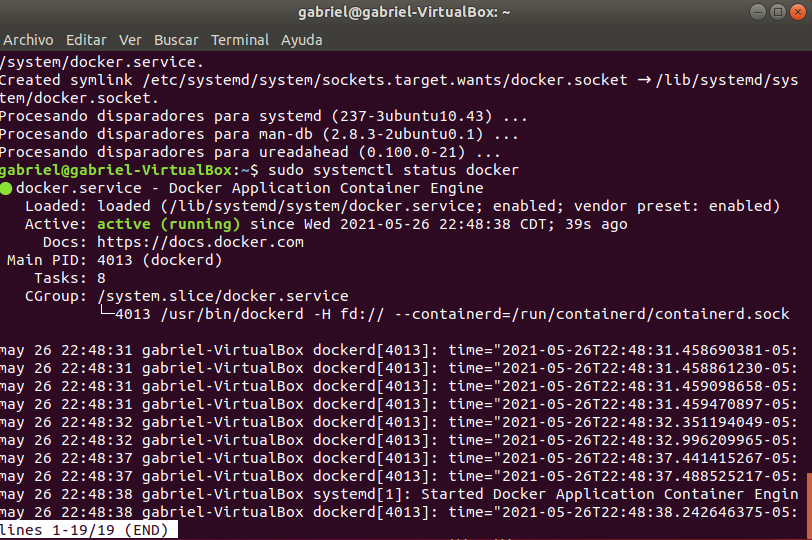 gabriel@gabriel-VirtualBox: ~
Archivo Editar Ver Buscar Terminal Ayuda
/system/docker.service.
Created symlink /etc/systemd/system/sockets.target.wants/docker.socket → /lib/systemd/sys
tem/docker.socket.
Procesando disparadores para systemd (237-3ubuntu10.43) ...
Procesando disparadores para man-db (2.8.3-2ubuntu0.1) ...
Procesando disparadores para ureadahead (0.100.0-21) ...
gabriel@gabriel-VirtualBox:~$ sudo systemctl status docker
● docker.service - Docker Application Container Engine
Loaded: loaded (/lib/systemd/system/docker.service; enabled; vendor preset: enabled)
Active: active (running) since Wed 2021-05-26 22:48:38 CDT; 39s ago
Docs: https://docs.docker.com
Main PID: 4013 (dockerd)
Tasks: 8
CGroup: /system.slice/docker.service
└─4013 /usr/bin/dockerd -H fd:// --containerd=/run/containerd/containerd.sock
may 26 22:48:31 gabriel-VirtualBox dockerd[4013]: time="2021-05-26T22:48:31.458690381-05:
may 26 22:48:31 gabriel-VirtualBox dockerd[4013]: time="2021-05-26T22:48:31.458861230-05:
may 26 22:48:31 gabriel-VirtualBox dockerd[4013]: time="2021-05-26T22:48:31.459098658-05:
may 26 22:48:31 gabriel-VirtualBox dockerd[4013]: time="2021-05-26T22:48:31.459470897-05:
may 26 22:48:32 gabriel-VirtualBox dockerd[4013]: time="2021-05-26T22:48:32.351194049-05:
may 26 22:48:32 gabriel-VirtualBox dockerd[4013]: time="2021-05-26T22:48:32.996209965-05:
may 26 22:48:37 gabriel-VirtualBox dockerd[4013]: time="2021-05-26T22:48:37.441415267-05:
may 26 22:48:37 gabriel-VirtualBox dockerd[4013]: time="2021-05-26T22:48:37.488525217-05:
may 26 22:48:38 gabriel-VirtualBox systemd[1]: Started Docker Application Container Engin
may 26 22:48:38 gabriel-VirtualBox dockerd[4013]: time="2021-05-26T22:48:38.242646375-05:
lines 1-19/19 (END)